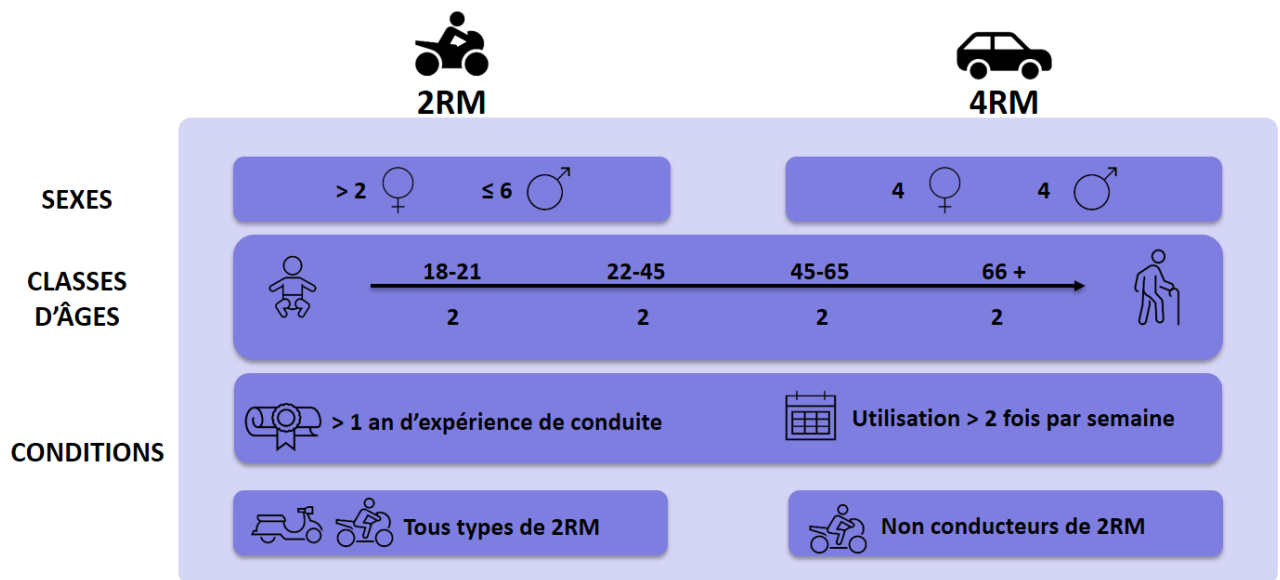 2RM
4RM
SEXES
> 2
≤ 6
4
4
CLASSES
D'ÂGES
18-21
22-45
45-65
66 +
2
2
2
2
CONDITIONS
> 1 an d'expérience de conduite
Utilisation > 2 fois par semaine
Tous types de 2RM
Non conducteurs de 2RM